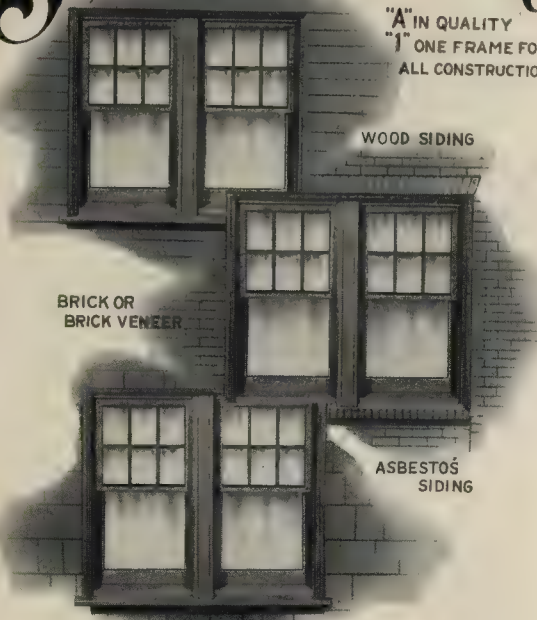 "A" IN QUALITY
"1" ONE FRAME FO
ALL CONSTRUCTIO
WOOD SIDING
BRICK OR
BRICK VENEER
ASBESTOS
SIDING